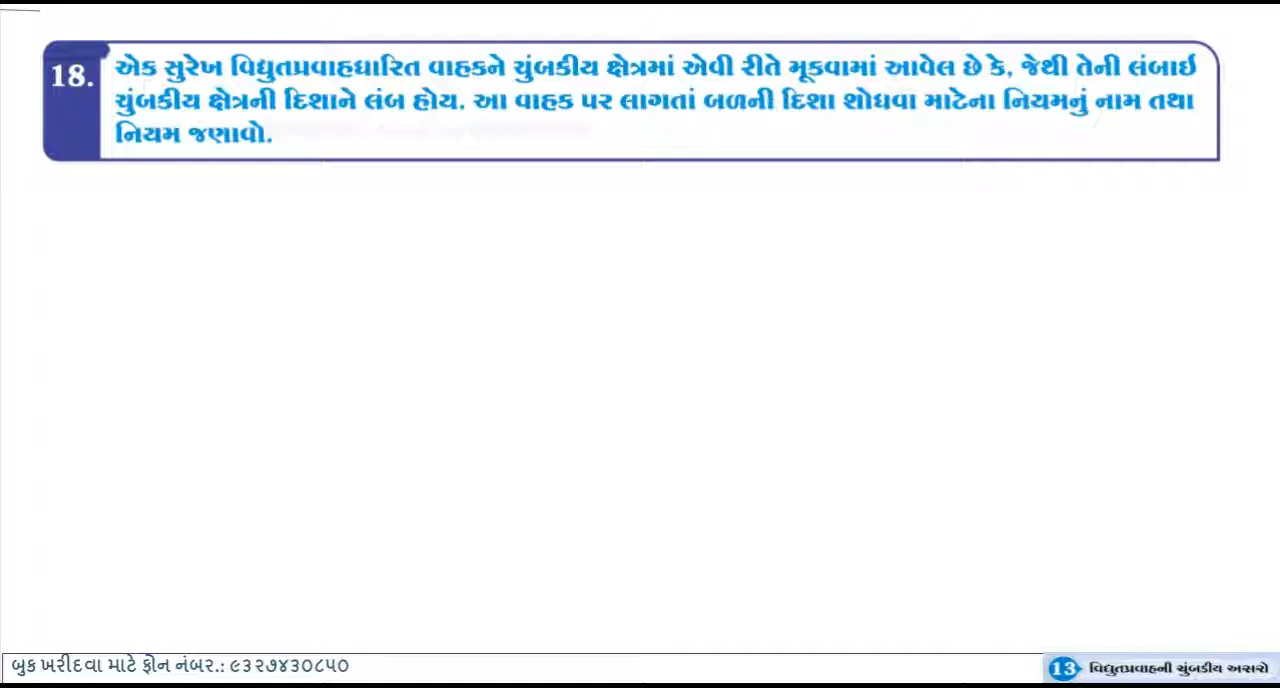 18. એક સુરેખ વિદ્યુતપ્રવાહધારિત વાહકને ચુંબકીય ક્ષેત્રમાં એવી રીતે મૂકવામાં આવેલ છે કે, જેથી તેની લંબાઈ
ચુંબકીય ક્ષેત્રની દિશાને લંબ હોય. આ વાહક પર લાગતાં બળની દિશા શોધવા માટેના નિયમનું નામ તથા
નિયમ જણાવો.
બુક ખરીદવા માટે ફોન નંબર.: ૯૩૨૭૪૩૦૮૫૦
13 વિદ્યુતપ્રવાહની ચુંબકીય અસરો